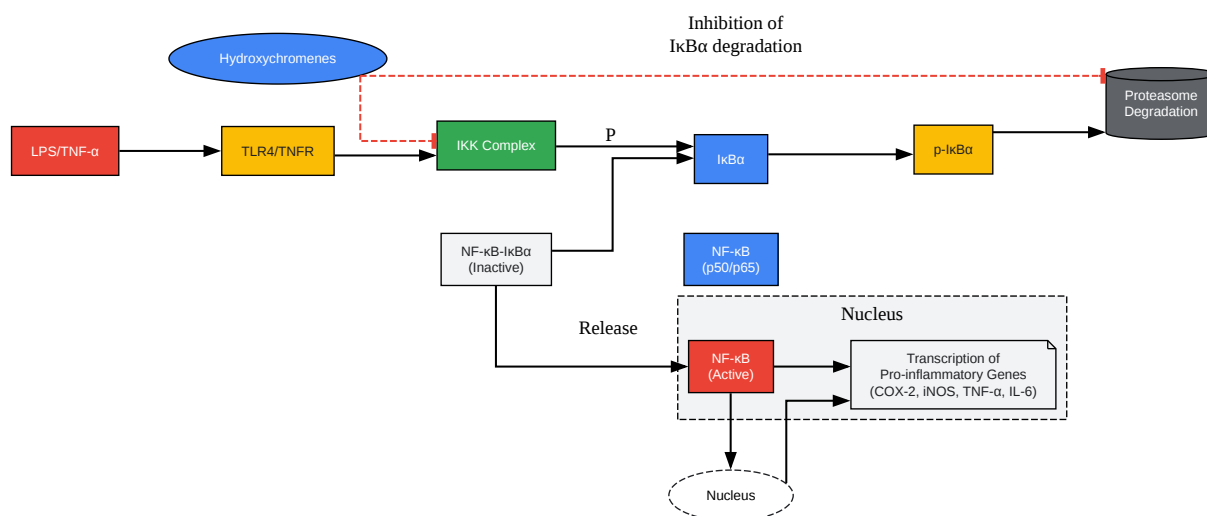 Inhibition of
IκBα degradation
Hydroxychromenes
Proteasome
Degradation
LPS/TNF-α
TLR4/TNFR
IKK Complex
P
IκBα
p-IκBα
NF-κB-IκBα
(Inactive)
NF-κB
(p50/p65)
Release
Nucleus
NF-κB
(Active)
Transcription of
Pro-inflammatory Genes
(COX-2, iNOS, TNF-α, IL-6)
Nucleus